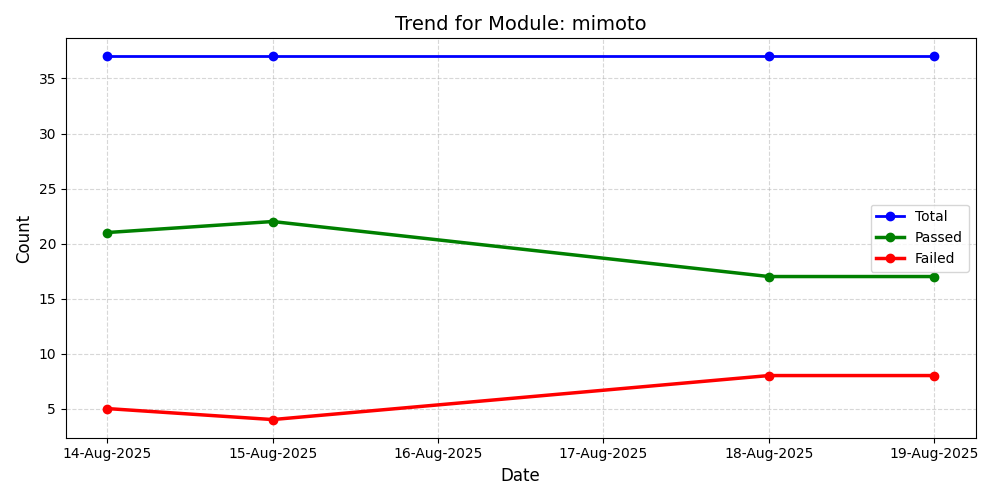 Trend for Module: mimoto
Count
35
30
25
20
15
10
5
Total
Passed
Failed
14-Aug-2025 15-Aug-2025 16-Aug-2025 17-Aug-2025 18-Aug-2025 19-Aug-2025
Date